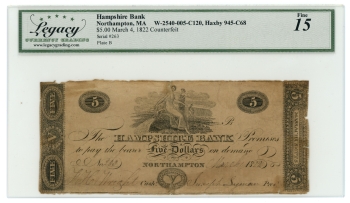 Legacy
CURRENCY GRADING
legacygrading.com
Hampshire Bank
Northampton, MA W-2540-005-C120, Haxby 945-C68
$5.00 March 4, 1822 Counterfeit
Serial #263
Plate B
Fine
15
5
5
The HAMPSHIRE BANK Promises
to pay the bearer Five Dollars on demand
NORTHAMPTON
FIVE
FIVE